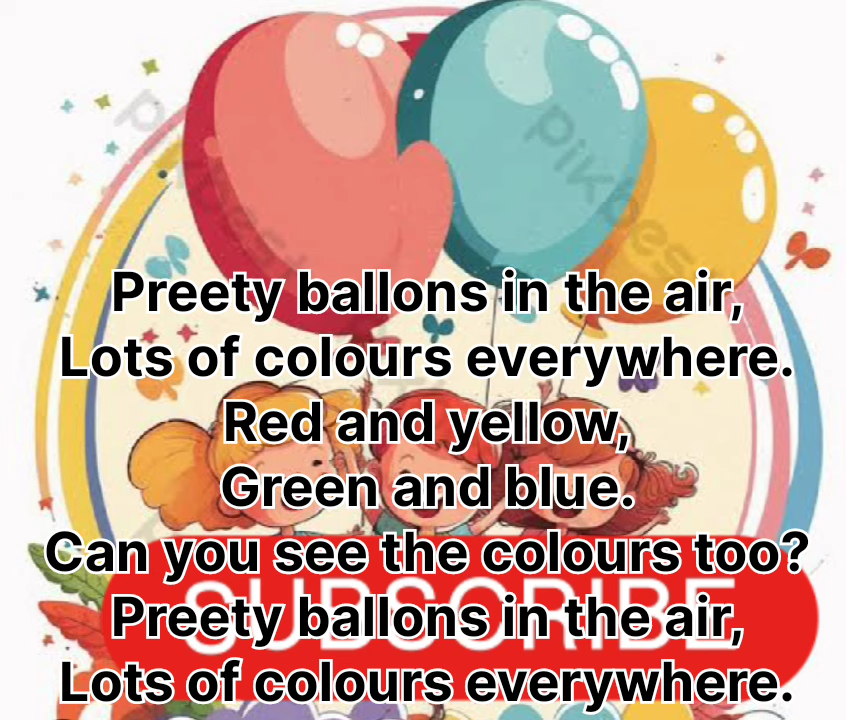 Preety ballons in the air,
Lots of colours everywhere.
Red and yellow,
Green and blue.
Can you see the colours too?
SUBSCRIBE
Preety ballons in the air,
Lots of colours everywhere.
pikbest